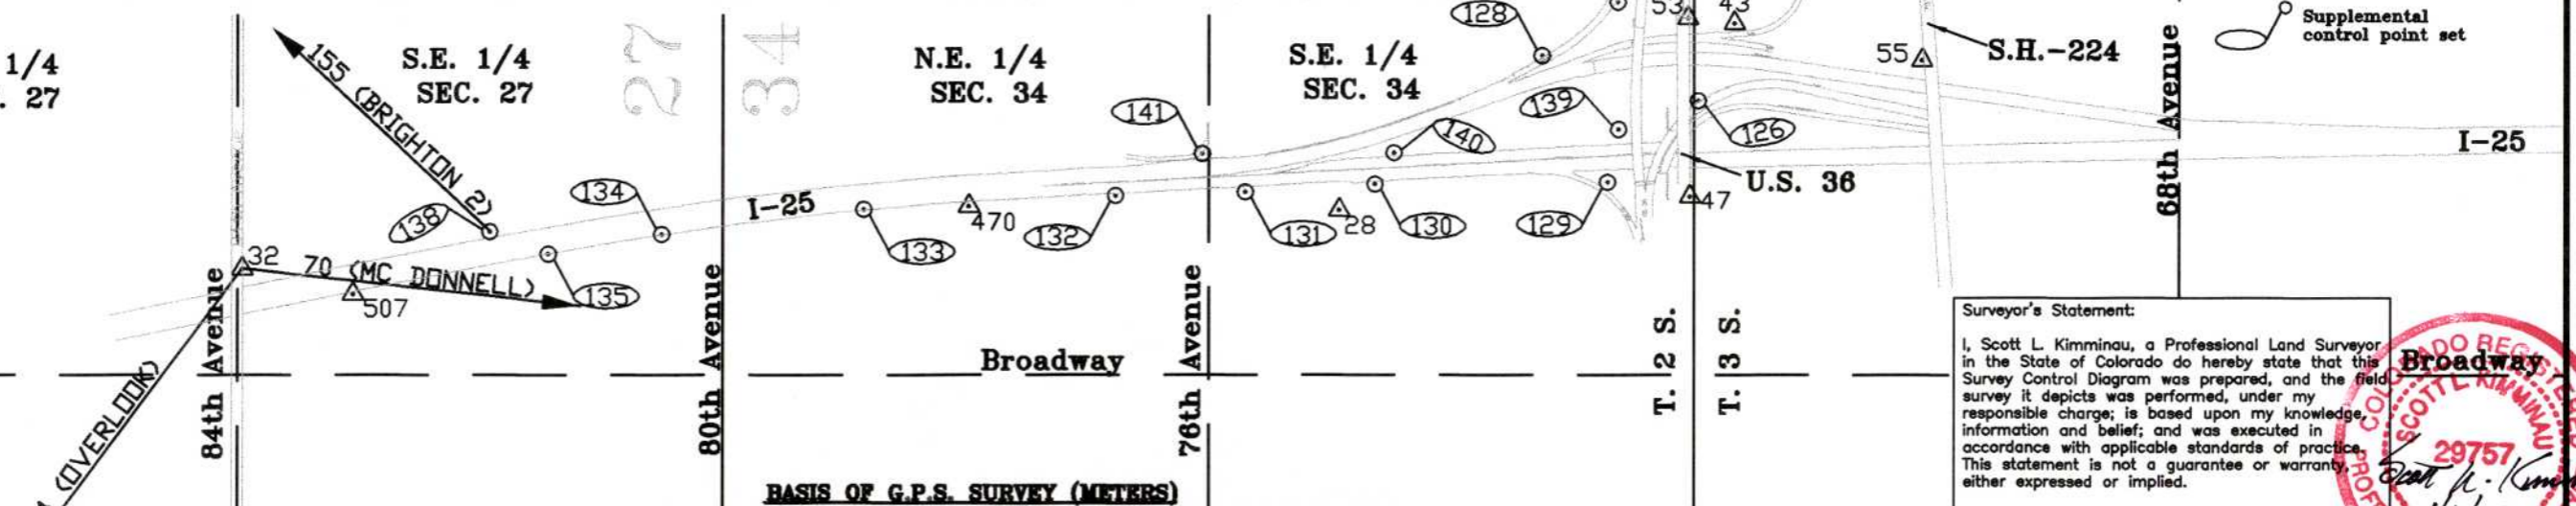 1/4
. 27
155 (BRIGHTON 2)
S.E. 1/4
SEC. 27
27
34
N.E. 1/4
SEC. 34
S.E. 1/4
SEC. 34
128
53
43
55
S.H.-224
Supplemental
control point set
141
139
140
126
I-25
U.S. 36
47
68th Avenue
138
134
I-25
133
470
132
131
28
130
129
32
70 (MC DONNELL)
507
135
84th Avenue
80th Avenue
76th Avenue
Broadway
T. 2 S.
T. 3 S.
(OVERLOOK)
BASIS OF G.P.S. SURVEY (METERS)
Surveyor's Statement:
I, Scott L. Kimminau, a Professional Land Surveyor
in the State of Colorado do hereby state that this
Survey Control Diagram was prepared, and the field
survey it depicts was performed, under my
responsible charge; is based upon my knowledge,
information and belief; and was executed in
accordance with applicable standards of practice.
This statement is not a guarantee or warranty,
either expressed or implied.
Broadway
COLORADO REGISTERED
SCOTT L. KIMMINAU
29757